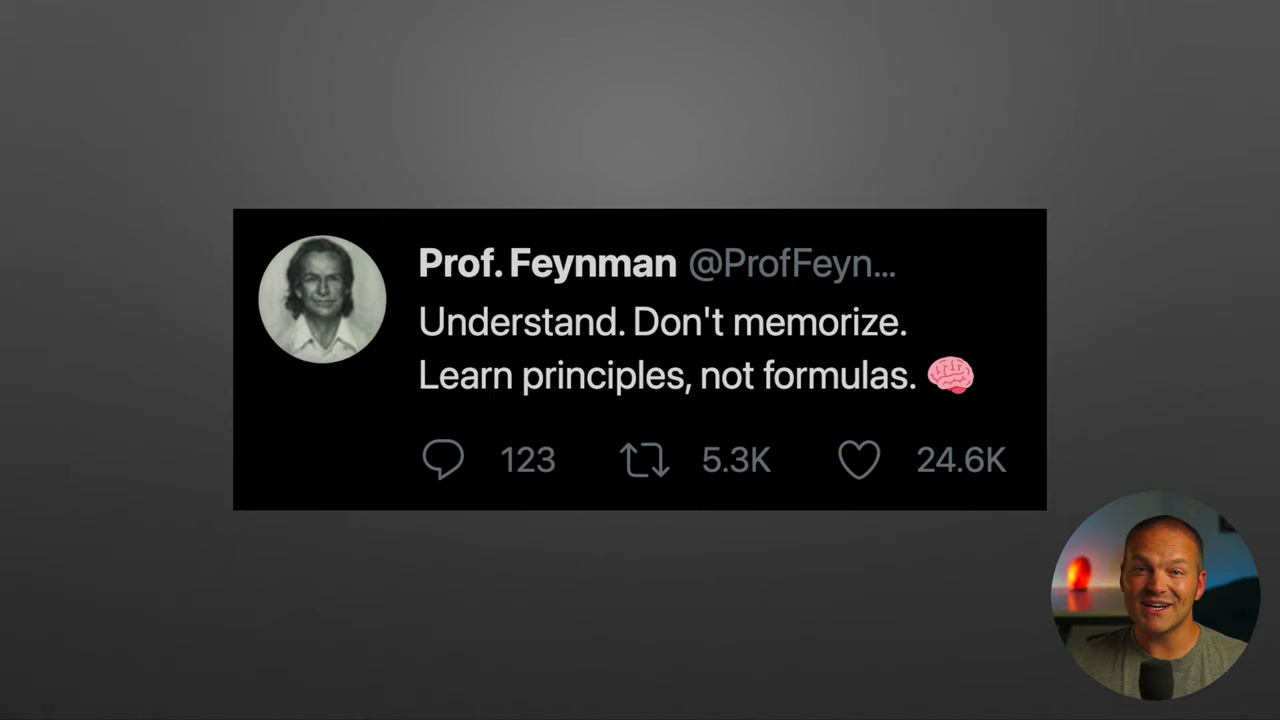 Prof. Feynman @ProfFeyn...
Understand. Don't memorize.
Learn principles, not formulas. 🧠
123 5.3K 24.6K